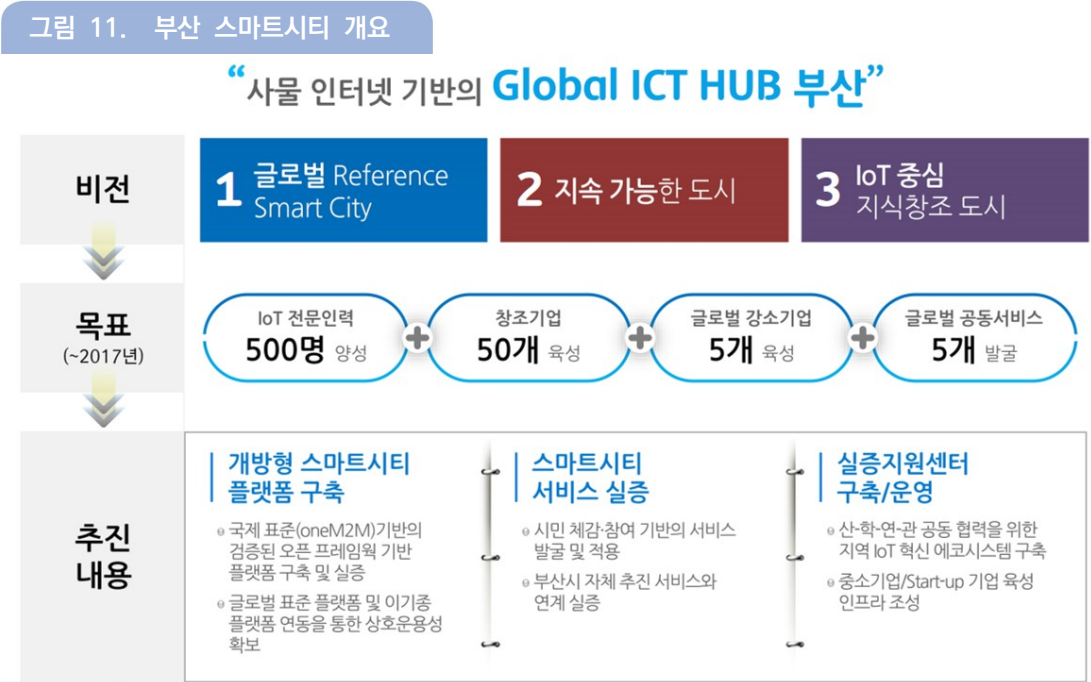 그림 11. 부산 스마트시티 개요
“사물 인터넷 기반의 Global ICT HUB 부산”
비전
1 글로벌 Reference
Smart City
2 지속 가능한 도시
3 IoT 중심
지식창조 도시
목표
(~2017년)
IoT 전문인력
500명 양성
+
창조기업
50개 육성
+
글로벌 강소기업
5개 육성
+
글로벌 공동서비스
5개 발굴
추진
내용
개방형 스마트시티
플랫폼 구축
국제 표준(oneM2M)기반의
검증된 오픈 프레임웍 기반
플랫폼 구축 및 실증
글로벌 표준 플랫폼 및 이기종
플랫폼 연동을 통한 상호운용성
확보
스마트시티
서비스 실증
시민 체감·참여 기반의 서비스
발굴 및 적용
부산시 자체 추진 서비스와
연계 실증
실증지원센터
구축/운영
산-학-연-관 공동 협력을 위한
지역 IoT 혁신 에코시스템 구축
중소기업/Start-up 기업 육성
인프라 조성